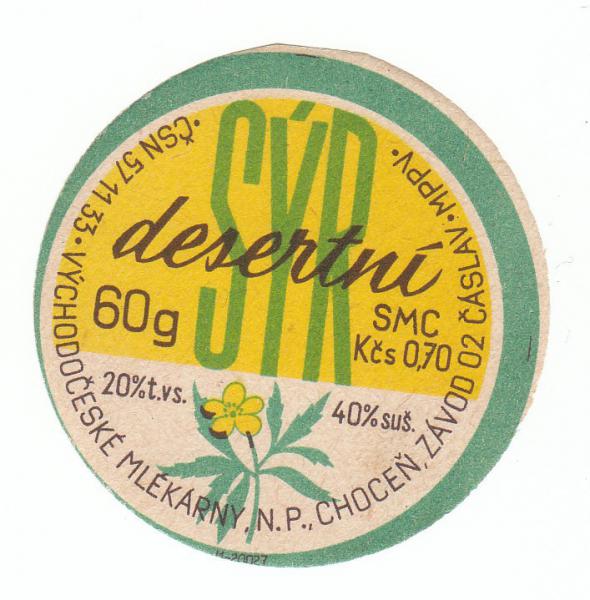 SÝR
desertní
60g
SMC
Kčs 0,70
20% t.vs.
40% suš.
• ČSN 57 11 33 • VÝCHODOČESKÉ MLÉKÁRNY, N.P., CHOCEŇ, ZÁVOD 02 ČÁSLAV • MPPV •